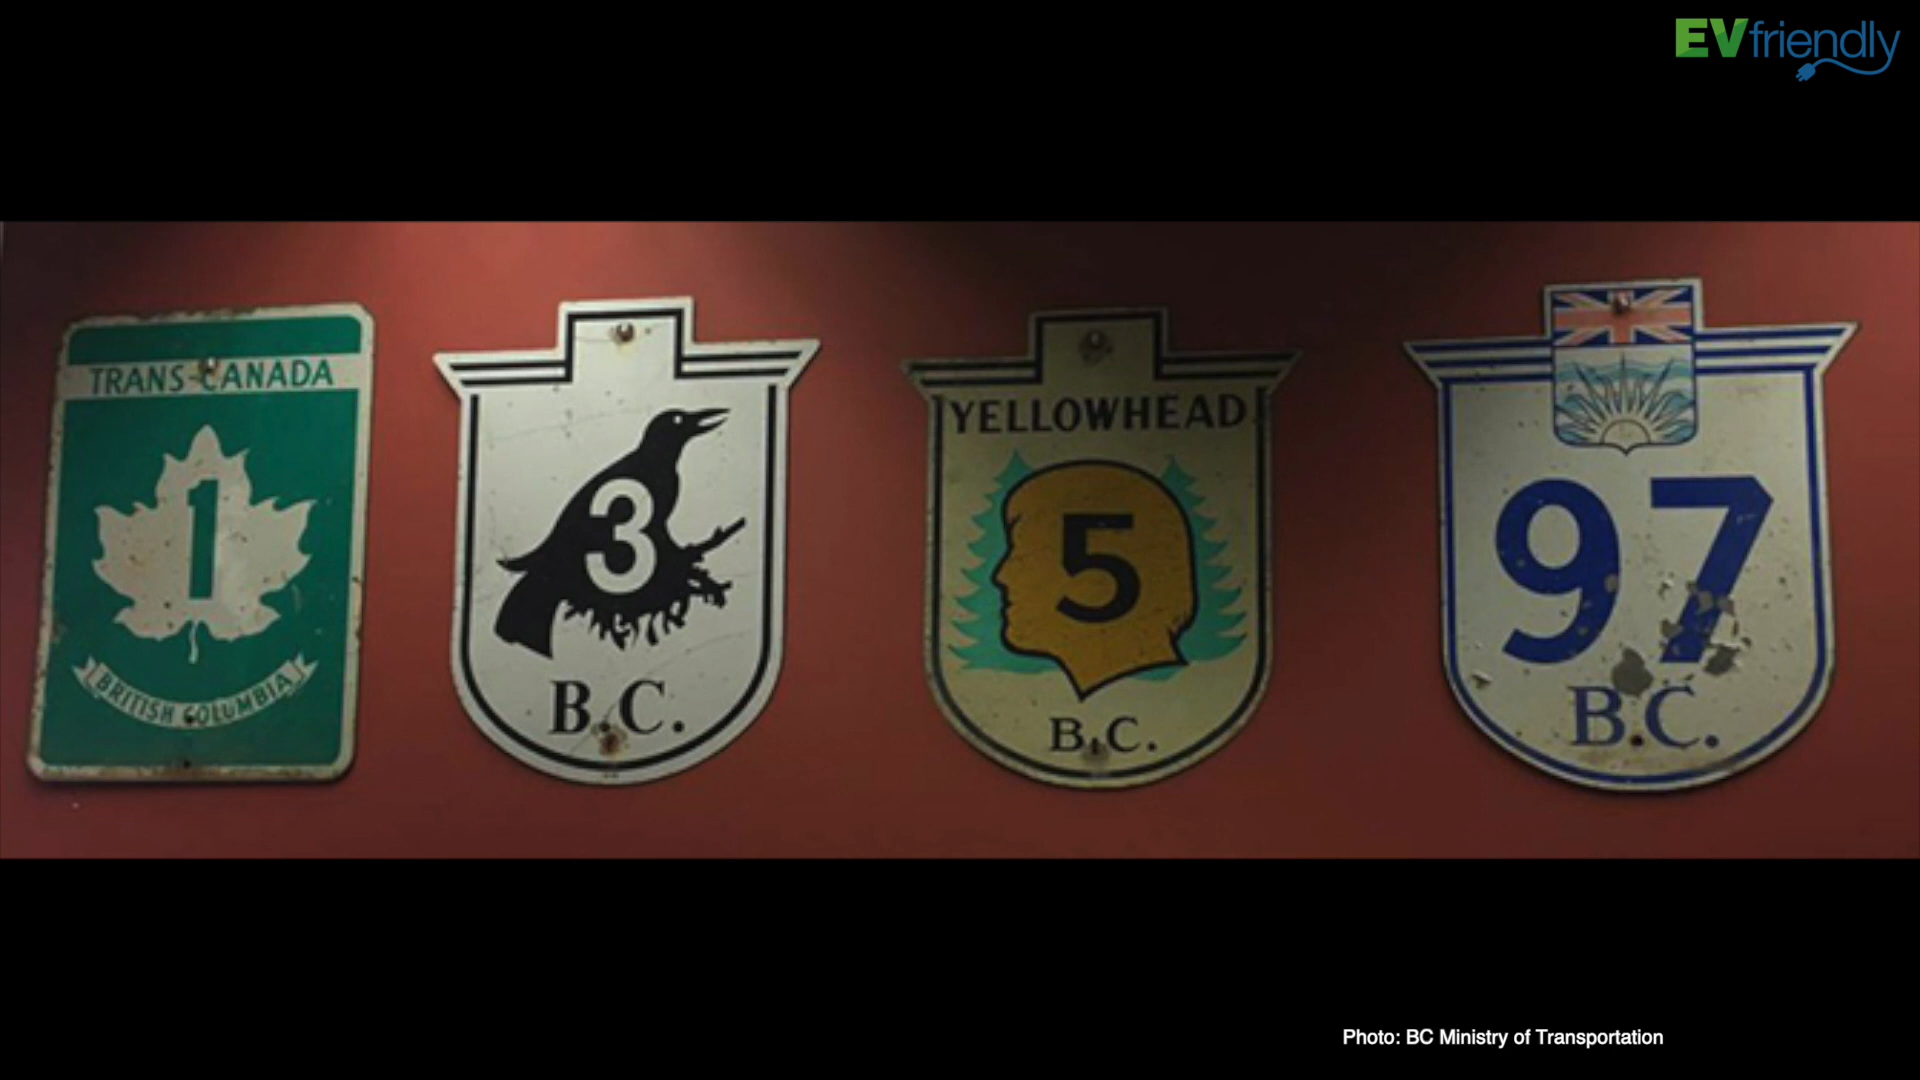 EVfriendly
TRANS-CANADA
1
BRITISH COLUMBIA
3
B.C.
YELLOWHEAD
5
B.C.
97
B.C.
Photo: BC Ministry of Transportation